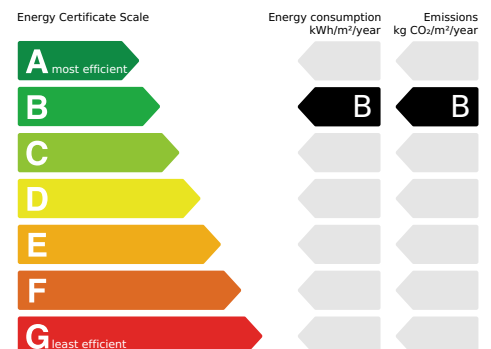 Energy Certificate Scale
Energy consumption
kWh/m²/year
Emissions
kg CO₂/m²/year
A most efficient
B B B
C
D
E
F
G least efficient